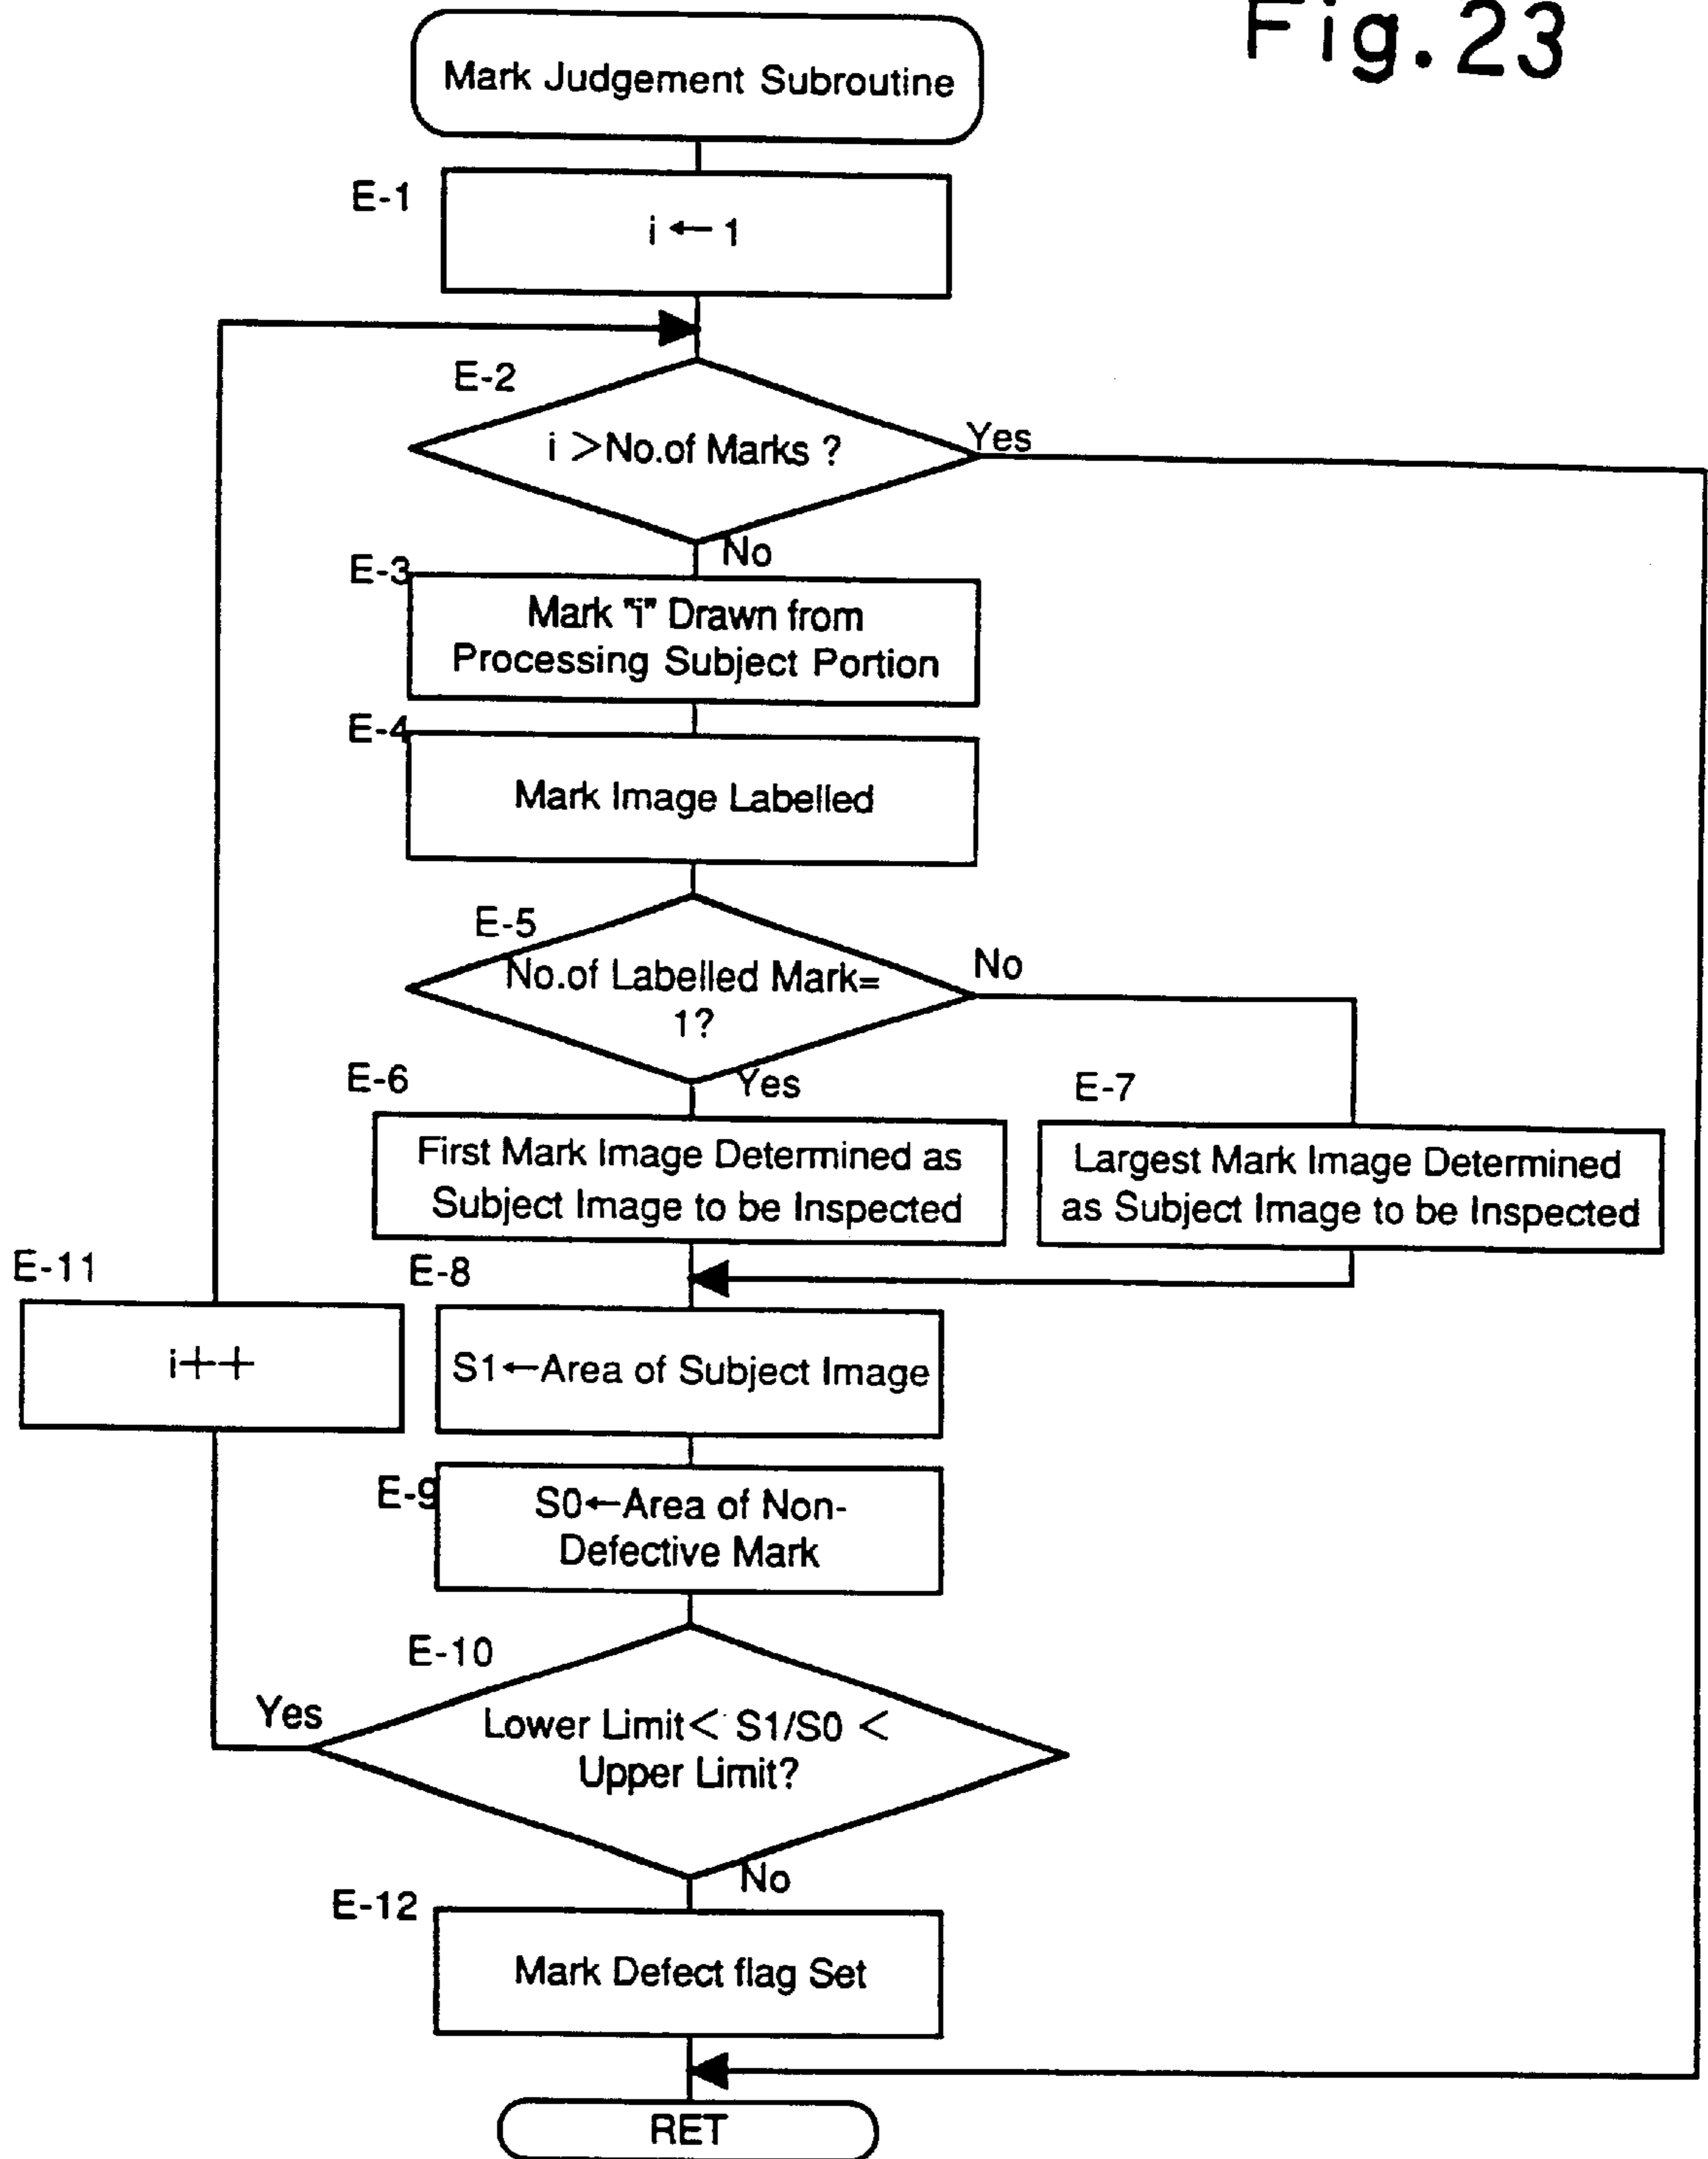 Fig.23
Mark Judgement Subroutine
E-1
i ← 1
E-2
i >No.of Marks ?
Yes
No
E-3
Mark "i" Drawn from
Processing Subject Portion
E-4
Mark Image Labelled
E-5
No.of Labelled Mark=
1?
No
Yes
E-6
First Mark Image Determined as
Subject Image to be Inspected
E-7
Largest Mark Image Determined
as Subject Image to be Inspected
E-8
S1←Area of Subject Image
E-11
i++
E-9
S0←Area of Non-
Defective Mark
E-10
Lower Limit< S1/S0 <
Upper Limit?
Yes
No
E-12
Mark Defect flag Set
RET